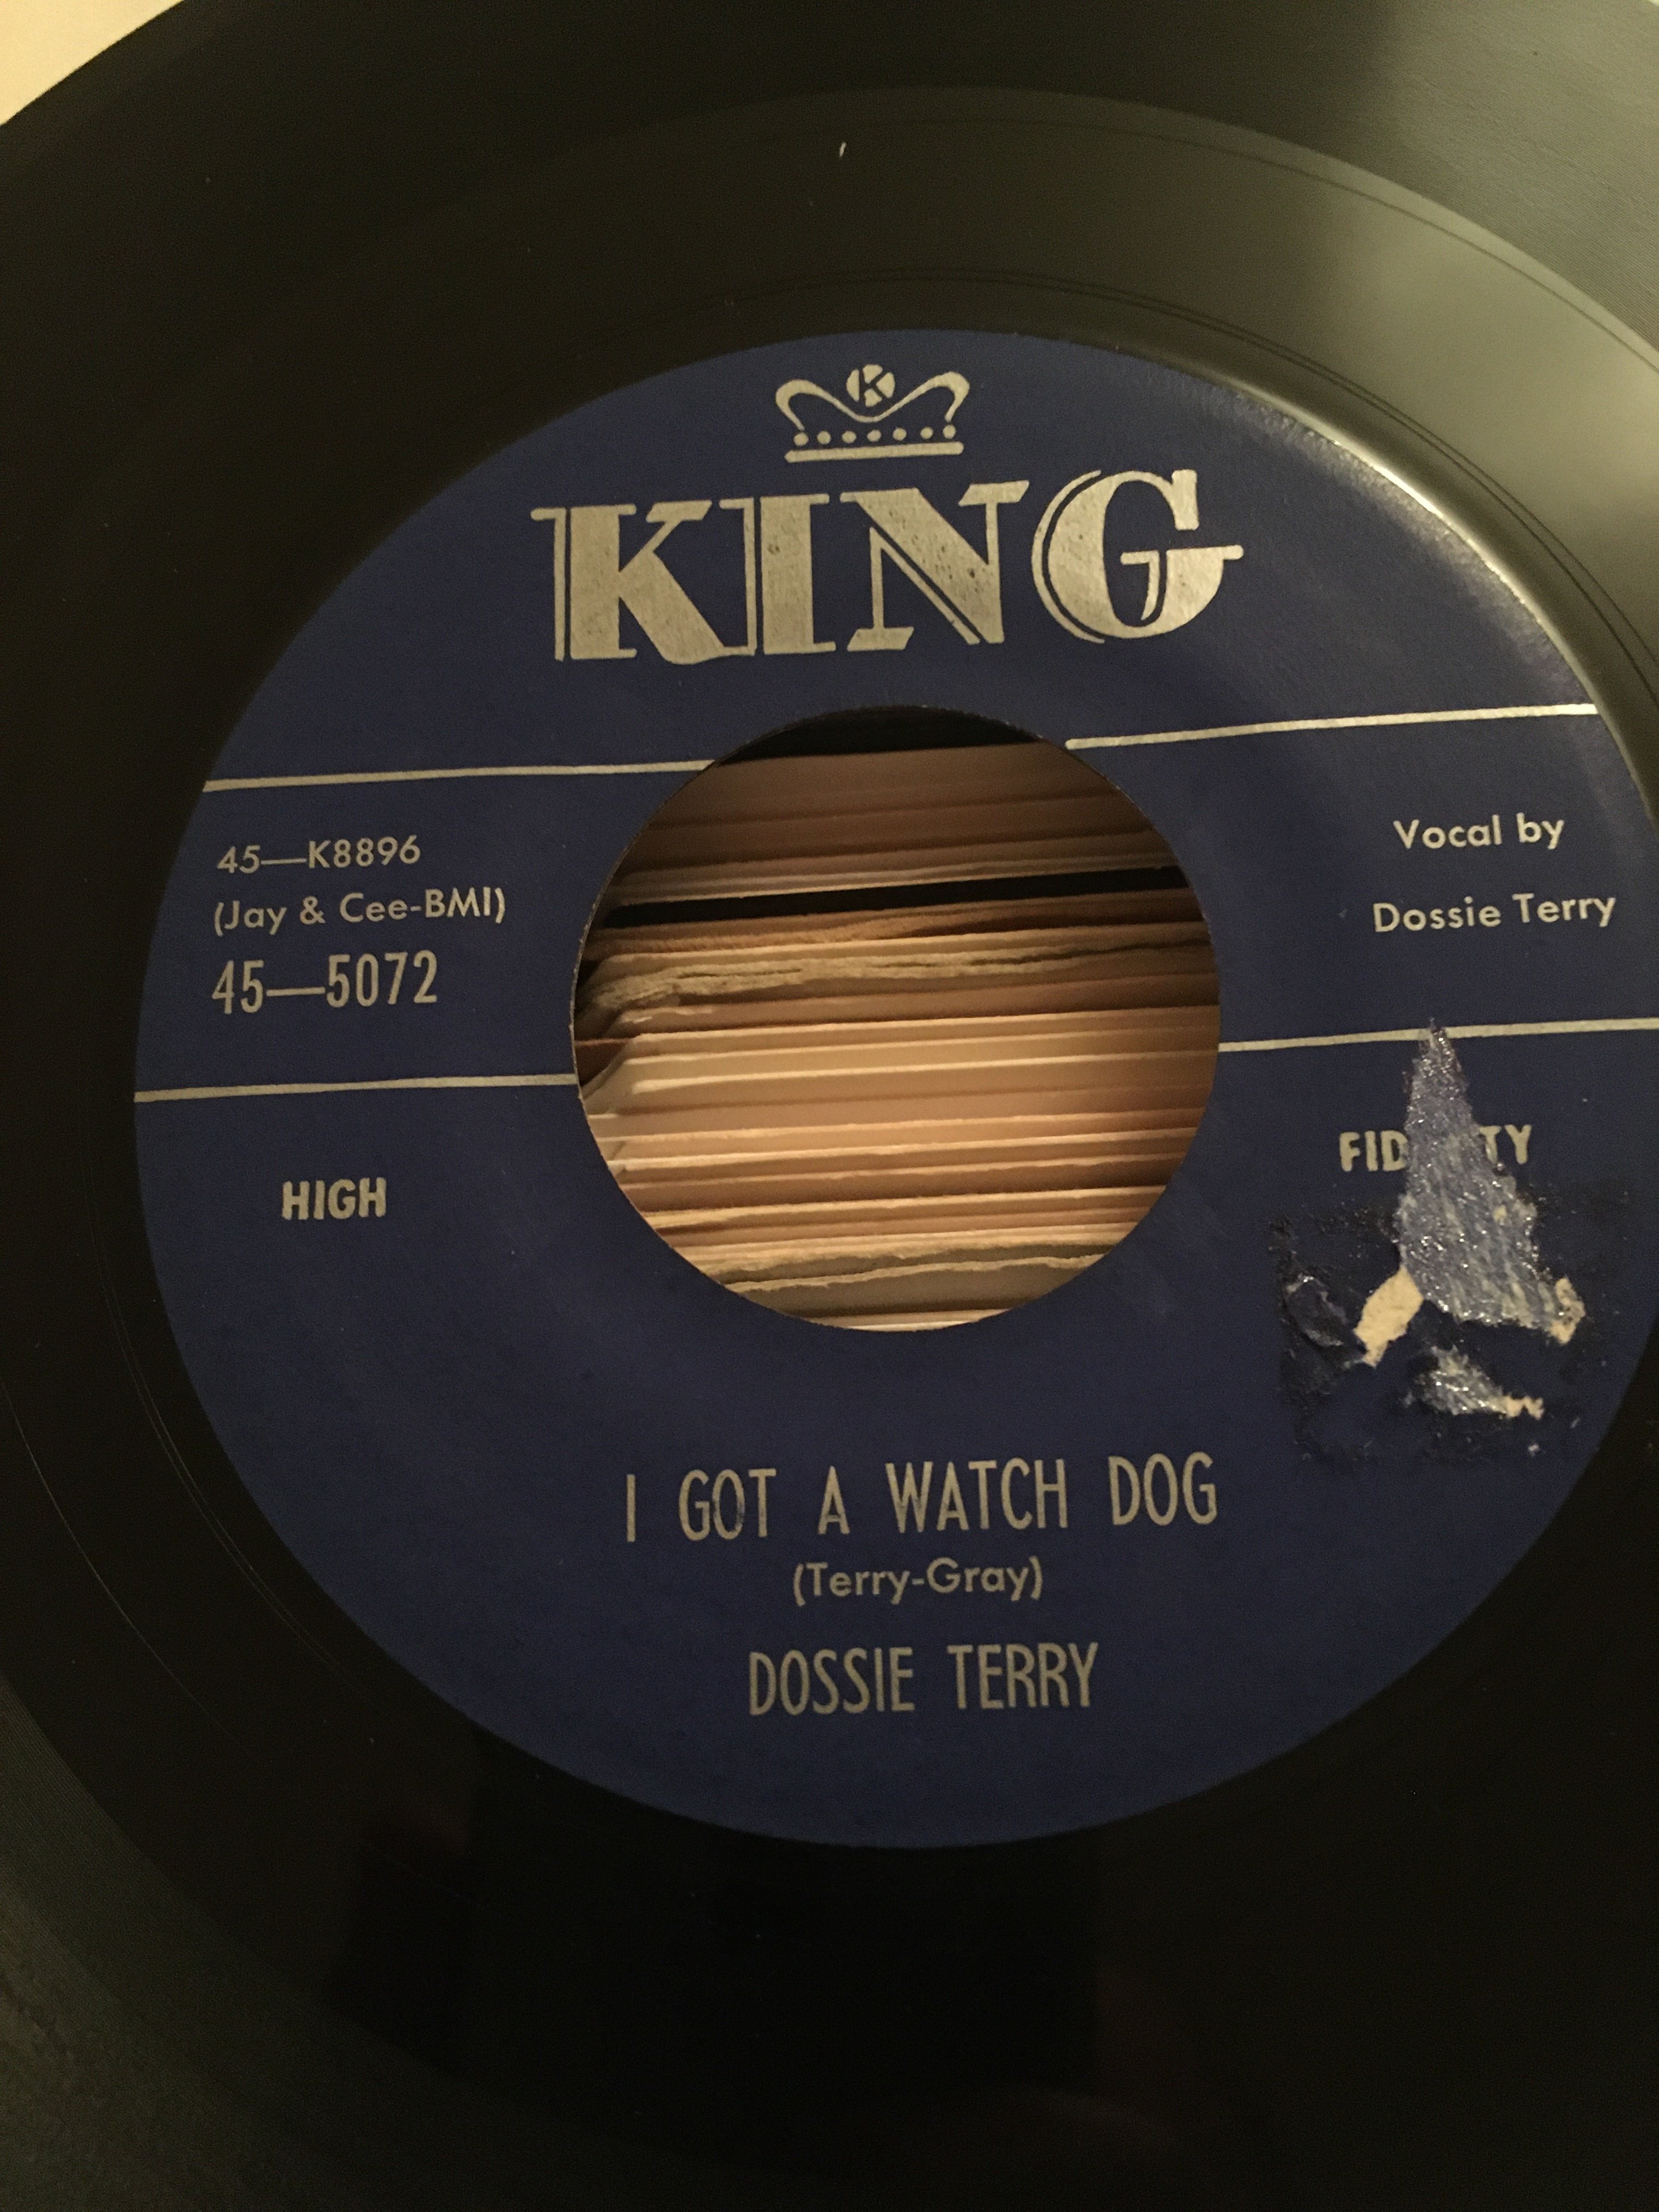 K
KING
45—K8896
(Jay & Cee-BMI)
45—5072
Vocal by
Dossie Terry
HIGH
I GOT A WATCH DOG
(Terry-Gray)
DOSSIE TERRY